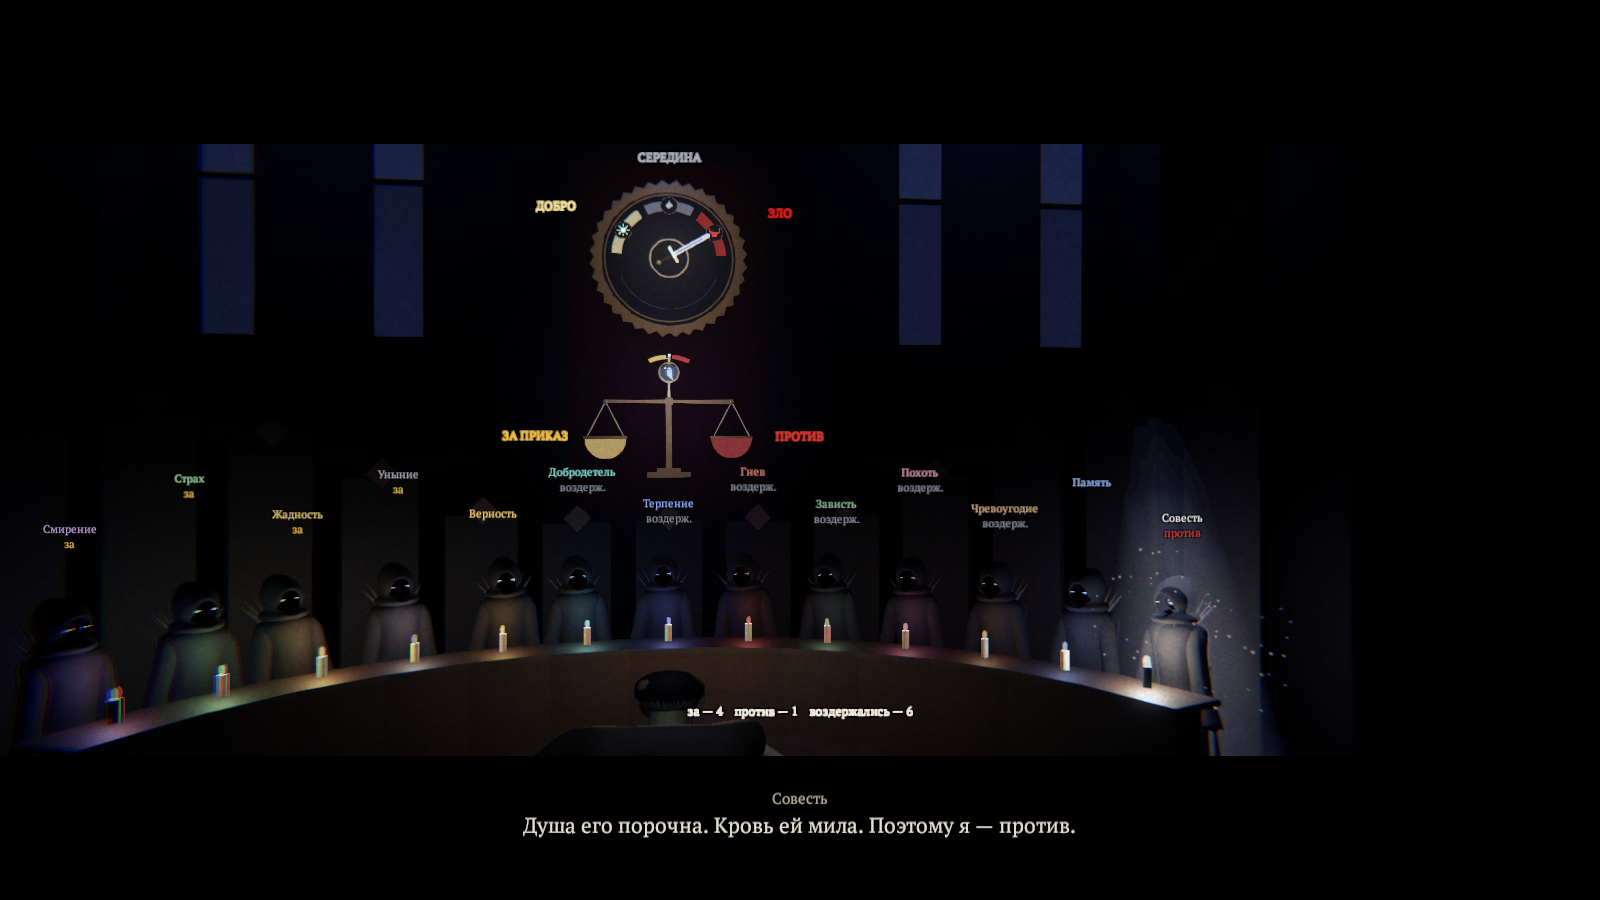 СЕРЕДИНА
ДОБРО
ЗЛО
ЗА ПРИКАЗ
ПРОТИВ
Смирение
за
Страх
за
Жадность
за
Уныние
за
Верность
Добродетель
воздерж.
Терпение
воздерж.
Гнев
воздерж.
Зависть
воздерж.
Похоть
воздерж.
Чревоугодие
воздерж.
Память
Совесть
против
за — 4 против — 1 воздержались — 6
Совесть
Душа его порочна. Кровь ей мила. Поэтому я — против.